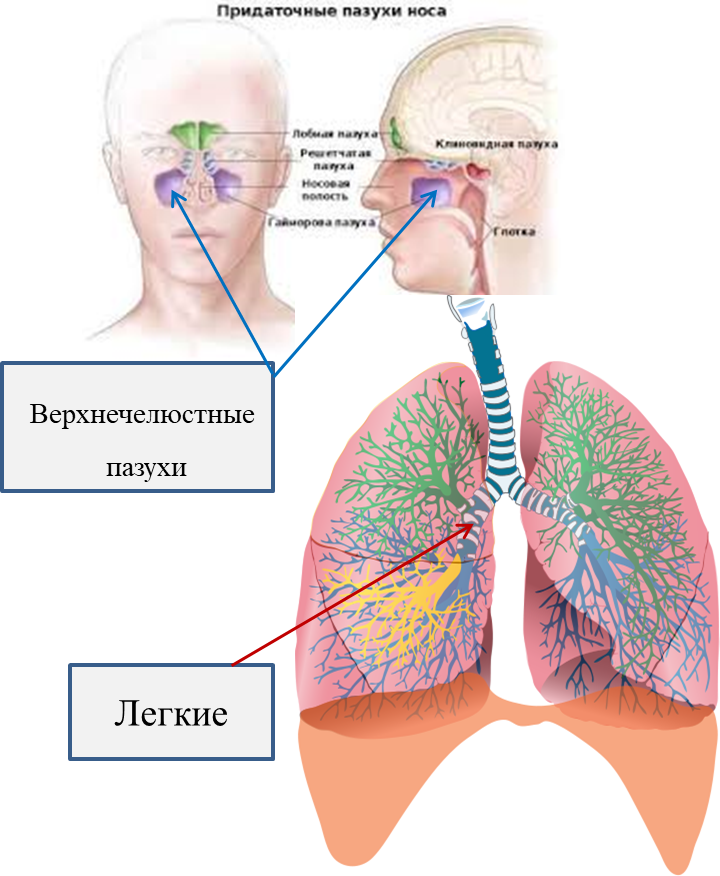 Придаточные пазухи носа
Лобная пазуха
Клиновидная пазуха
Решетчатая
пазуха
Носовая
полость
Гайморова пазуха
Глотка
Верхнечелюстные
пазухи
Легкие